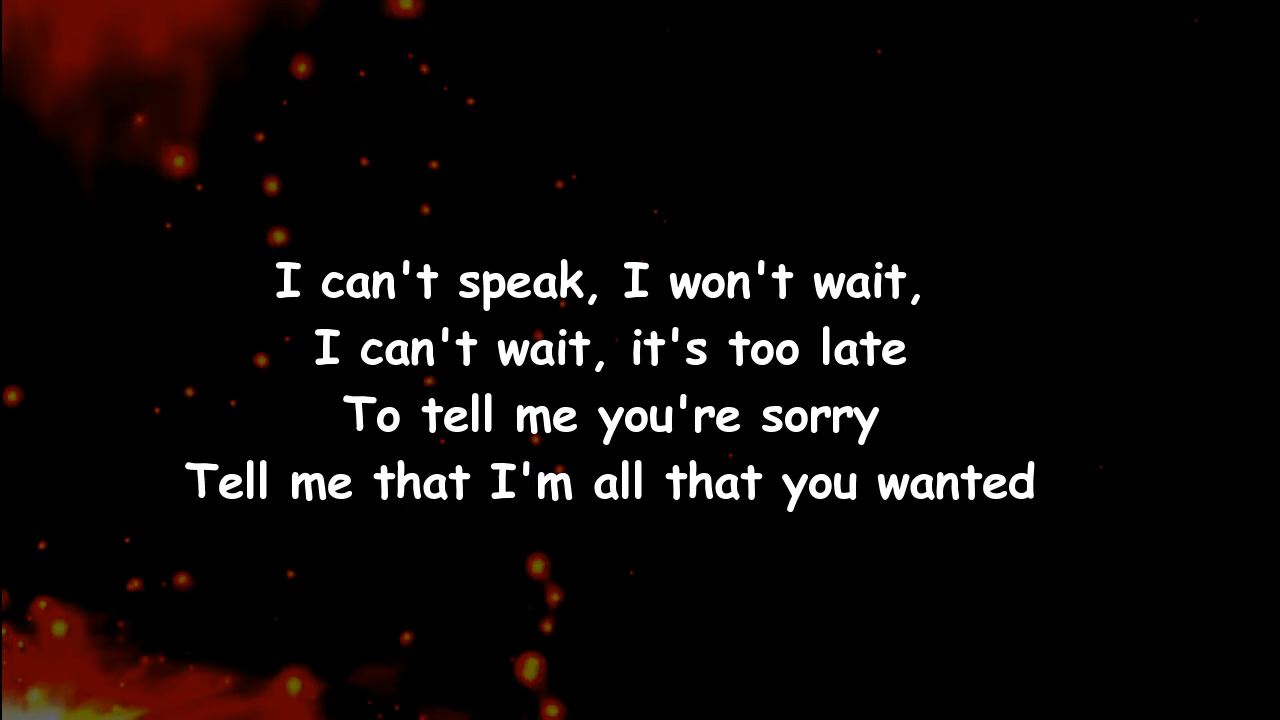 I can't speak, I won't wait,
I can't wait, it's too late
To tell me you're sorry
Tell me that I'm all that you wanted